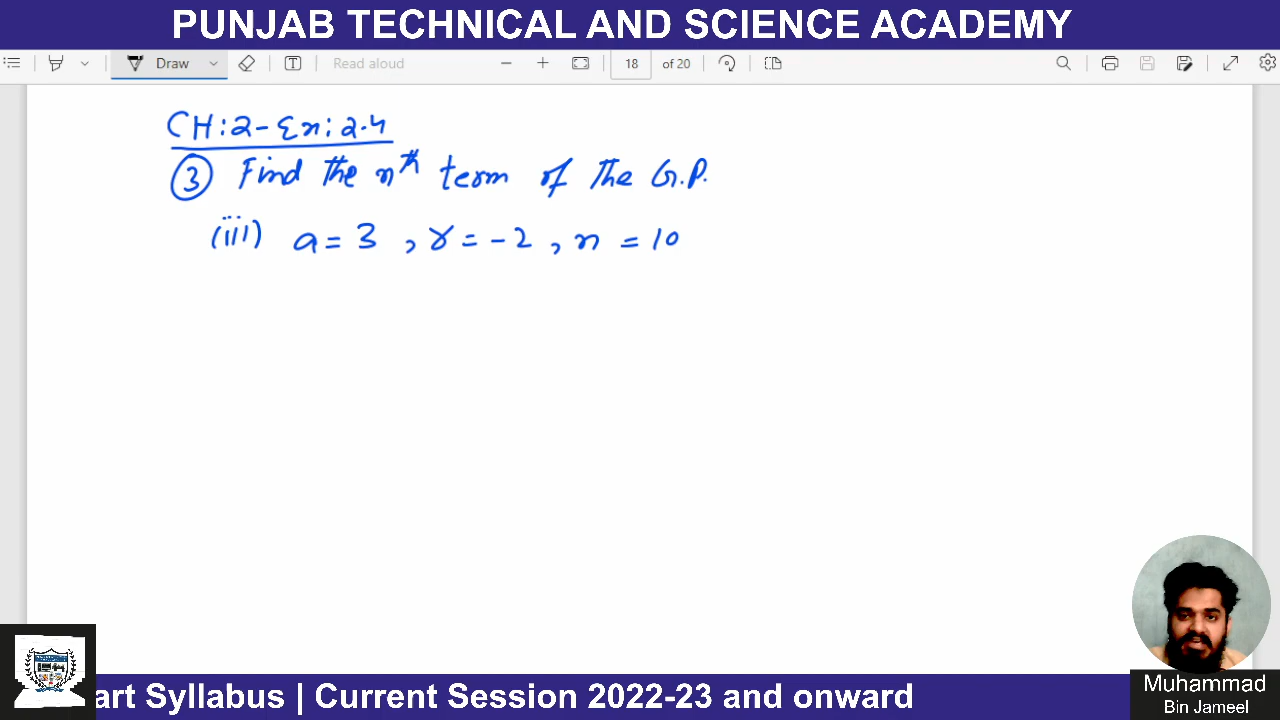 PUNJAB TECHNICAL AND SCIENCE ACADEMY
Draw
Read aloud
18 of 20
CH:2-Ex:2.4
③ Find the nth term of the G.P.
(iii) a = 3 , r = -2 , n = 10
art Syllabus | Current Session 2022-23 and onward
Muhammad
Bin Jameel